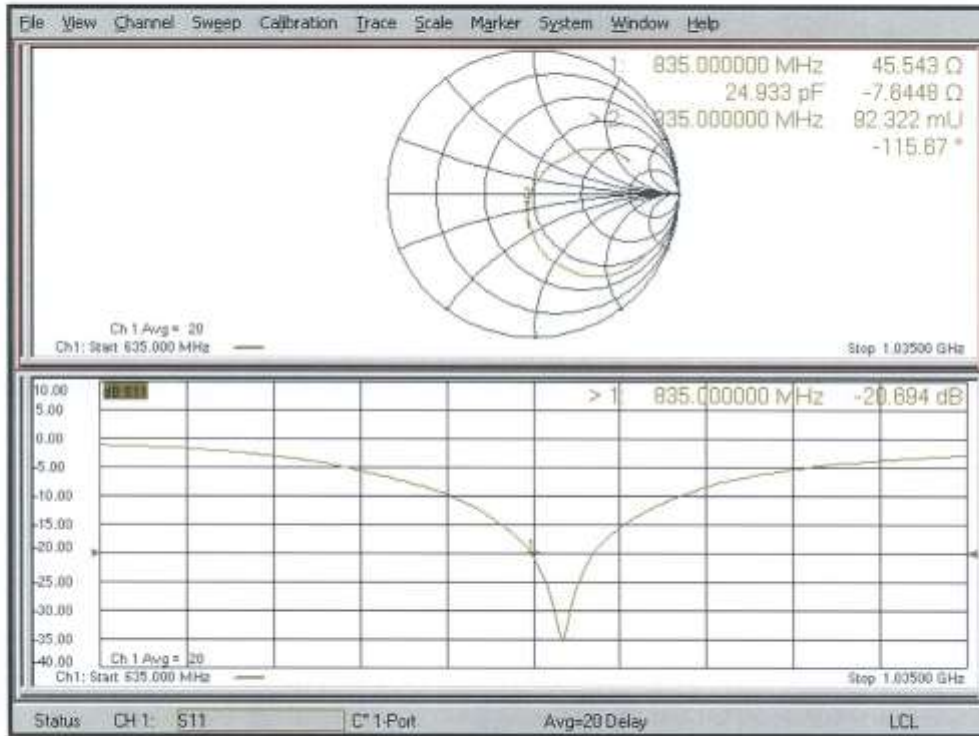 File View Channel Sweep Calibration Trace Scale Marker System Window Help
1: 835.000000 MHz 45.543 Ω
24.933 pF -7.6448 Ω
> 2: 835.000000 MHz 92.322 mU
-115.67 °
Ch 1 Avg = 20
Ch1: Start 635.000 MHz
Stop 1.03500 GHz
10.00
dB S11
> 1: 835.000000 MHz -20.694 dB
5.00
0.00
-5.00
-10.00
-15.00
-20.00
-25.00
-30.00
-35.00
-40.00
Ch 1 Avg = 20
Ch1: Start 635.000 MHz
Stop 1.03500 GHz
Status CH 1: S11 C* 1-Port Avg=20 Delay LCL